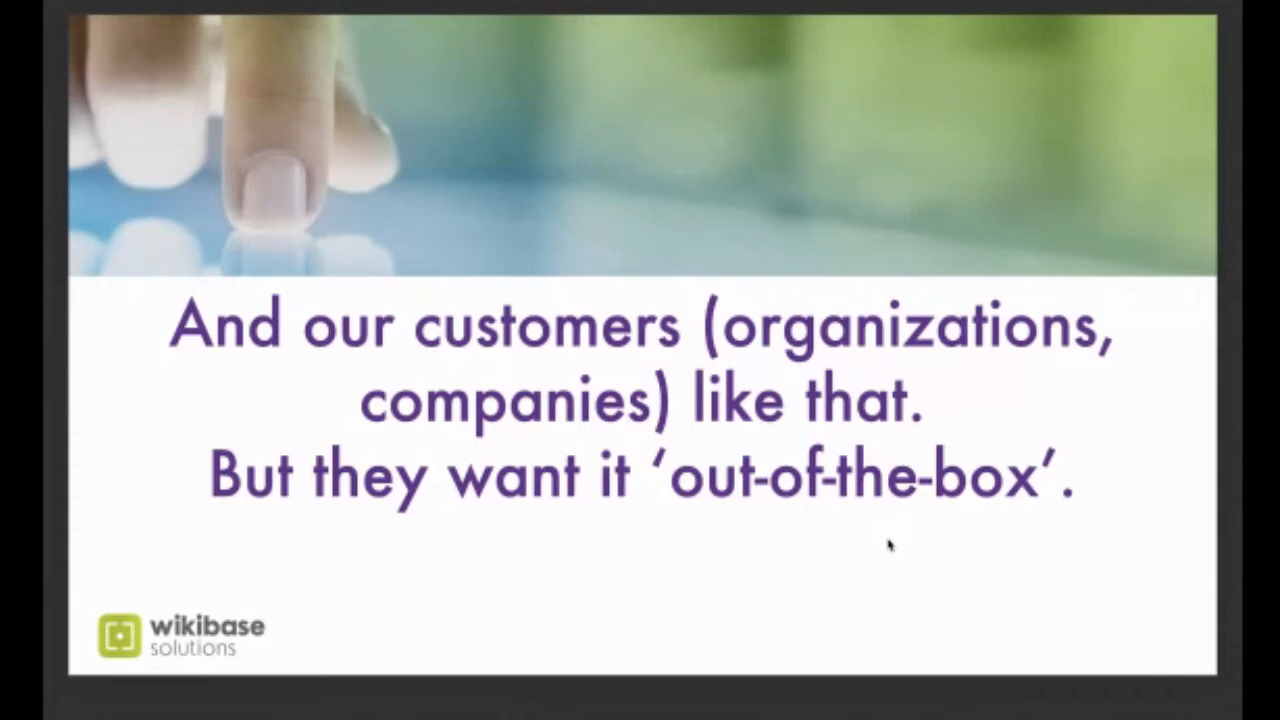 And our customers (organizations,
companies) like that.
But they want it ‘out-of-the-box’.
wikibase
solutions